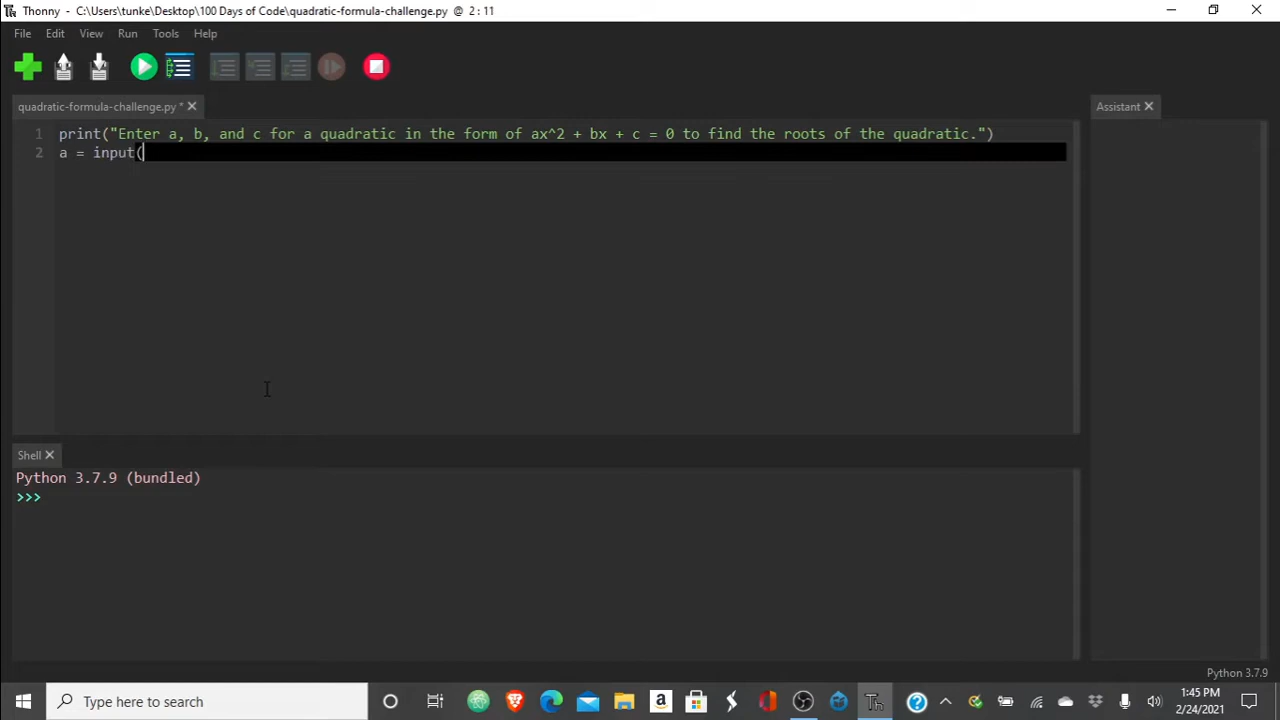 Thonny - C:\Users\tunke\Desktop\100 Days of Code\quadratic-formula-challenge.py @ 2 : 11
File Edit View Run Tools Help
quadratic-formula-challenge.py *
Assistant
1 print("Enter a, b, and c for a quadratic in the form of ax^2 + bx + c = 0 to find the roots of the quadratic.")
2 a = input(
Shell
Python 3.7.9 (bundled)
>>>
Python 3.7.9
Type here to search
1:45 PM
2/24/2021